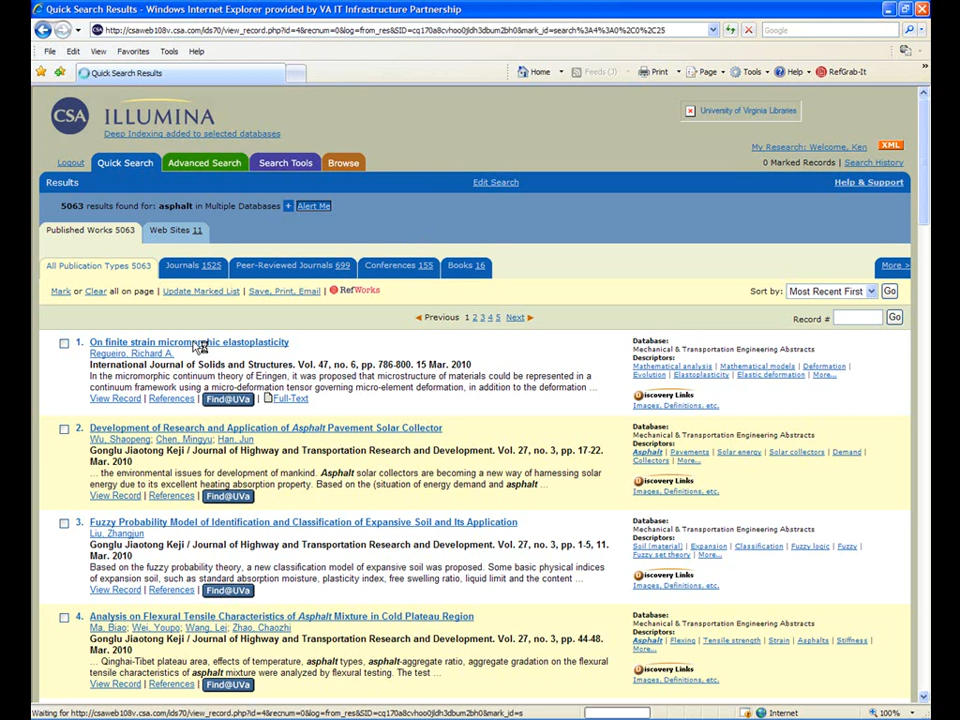 Quick Search Results - Windows Internet Explorer provided by VA IT Infrastructure Partnership
http://csaweb108v.csa.com/ids70/view_record.php?id=4&recnum=0&log=from_res&SID=cq170a8cvhoo0jldh3dbum2bh4&mark_id=search%3A4%3A0%2C0%2C25
Google
File Edit View Favorites Tools Help
Quick Search Results
Home Feeds (J) Print Page Tools Help RefGrab-It
CSA ILLUMINA
University of Virginia Libraries
Deep Indexing added to selected databases
My Research: Welcome, Ken XML
Logout Quick Search Advanced Search Search Tools Browse
0 Marked Records | Search History
Results Edit Search Help & Support
5063 results found for: asphalt in Multiple Databases + Alert Me
Published Works 5063 Web Sites 11
All Publication Types 5063 Journals 1525 Peer-Reviewed Journals 699 Conferences 155 Books 16 More >
Mark or Clear all on page | Update Marked List | Save, Print, Email | RefWorks
Sort by: Most Recent First Go
Previous 1 2 3 4 5 Next
Record # Go
1. On finite strain micromorphic elastoplasticity
Regueiro, Richard A.
International Journal of Solids and Structures. Vol. 47, no. 6, pp. 786-800. 15 Mar. 2010
In the micromorphic continuum theory of Eringen, it was proposed that microstructure of materials could be represented in a
continuum framework using a micro-deformation tensor governing micro-element deformation, in addition to the deformation ...
View Record | References | Find@UVa | Full-Text
Database:
Mechanical & Transportation Engineering Abstracts
Descriptors:
Mathematical analysis | Mathematical models | Deformation |
Evolution | Elastoplasticity | Elastic deformation | More...
Discovery Links
Images, Definitions, etc.
2. Development of Research and Application of Asphalt Pavement Solar Collector
Wu, Shaopeng; Chen, Mingyu; Han, Jun
Gonglu Jiaotong Keji / Journal of Highway and Transportation Research and Development. Vol. 27, no. 3, pp. 17-22.
Mar. 2010
... the environmental issues for development of mankind. Asphalt solar collectors are becoming a new way of harnessing solar
energy due to its excellent heating absorption property. Based on the (situation of energy demand and asphalt ...
View Record | References | Find@UVa
Database:
Mechanical & Transportation Engineering Abstracts
Descriptors:
Asphalt | Pavements | Solar energy | Solar collectors | Demand |
Collectors | More...
Discovery Links
Images, Definitions, etc.
3. Fuzzy Probability Model of Identification and Classification of Expansive Soil and Its Application
Liu, Zhangjun
Gonglu Jiaotong Keji / Journal of Highway and Transportation Research and Development. Vol. 27, no. 3, pp. 1-5, 11.
Mar. 2010
Based on the fuzzy probability theory, a new classification model of expansive soil was proposed. Some basic physical indices
of expansion soil, such as standard absorption moisture, plasticity index, free swelling ratio, liquid limit and the content ...
View Record | References | Find@UVa
Database:
Mechanical & Transportation Engineering Abstracts
Descriptors:
Soil (material) | Expansion | Classification | Fuzzy logic | Fuzzy |
Fuzzy set theory | More...
Discovery Links
Images, Definitions, etc.
4. Analysis on Flexural Tensile Characteristics of Asphalt Mixture in Cold Plateau Region
Ma, Biao; Wei, Youpo; Wang, Lei; Zhao, Chaozhi
Gonglu Jiaotong Keji / Journal of Highway and Transportation Research and Development. Vol. 27, no. 3, pp. 44-48.
Mar. 2010
... Qinghai-Tibet plateau area, effects of temperature, asphalt types, asphalt-aggregate ratio, aggregate gradation on the flexural
tensile characteristics of asphalt mixture were analyzed by flexural testing. The test ...
View Record | References | Find@UVa
Database:
Mechanical & Transportation Engineering Abstracts
Descriptors:
Asphalt | Flexing | Tensile strength | Strain | Asphalts | Stiffness |
More...
Discovery Links
Images, Definitions, etc.
Waiting for http://csaweb108v.csa.com/ids70/view_record.php?id=4&recnum=0&log=from_res&SID=cq170a8cvhoo0jldh3dbum2bh4&mark_id=s
Internet 100%